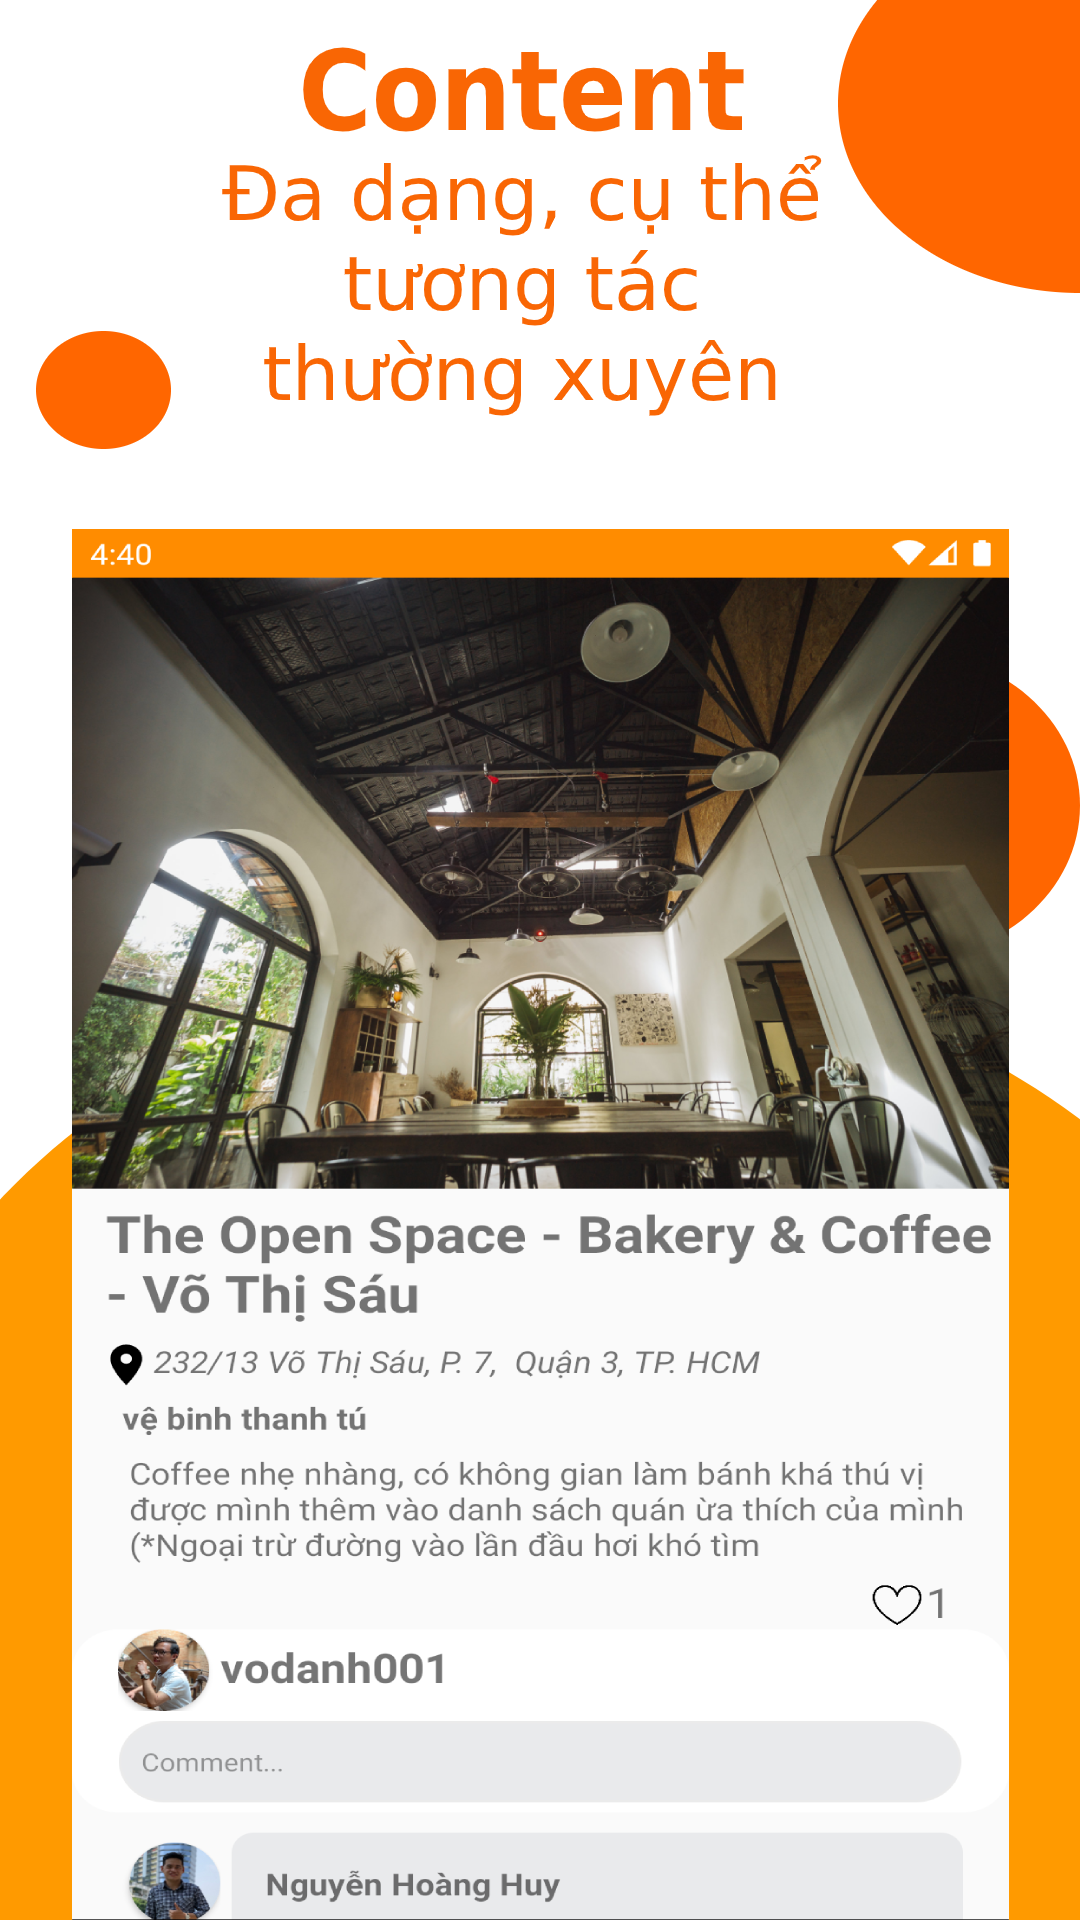 Content
Đa dạng, cụ thể
tương tác
thường xuyên
4:40
The Open Space - Bakery & Coffee
- Võ Thị Sáu
232/13 Võ Thị Sáu, P. 7, Quận 3, TP. HCM
vệ binh thanh tú
Coffee nhẹ nhàng, có không gian làm bánh khá thú vị
được mình thêm vào danh sách quán ừa thích của mình
(*Ngoại trừ đường vào lần đầu hơi khó tìm
1
vodanh001
Comment...
Nguyễn Hoàng Huy